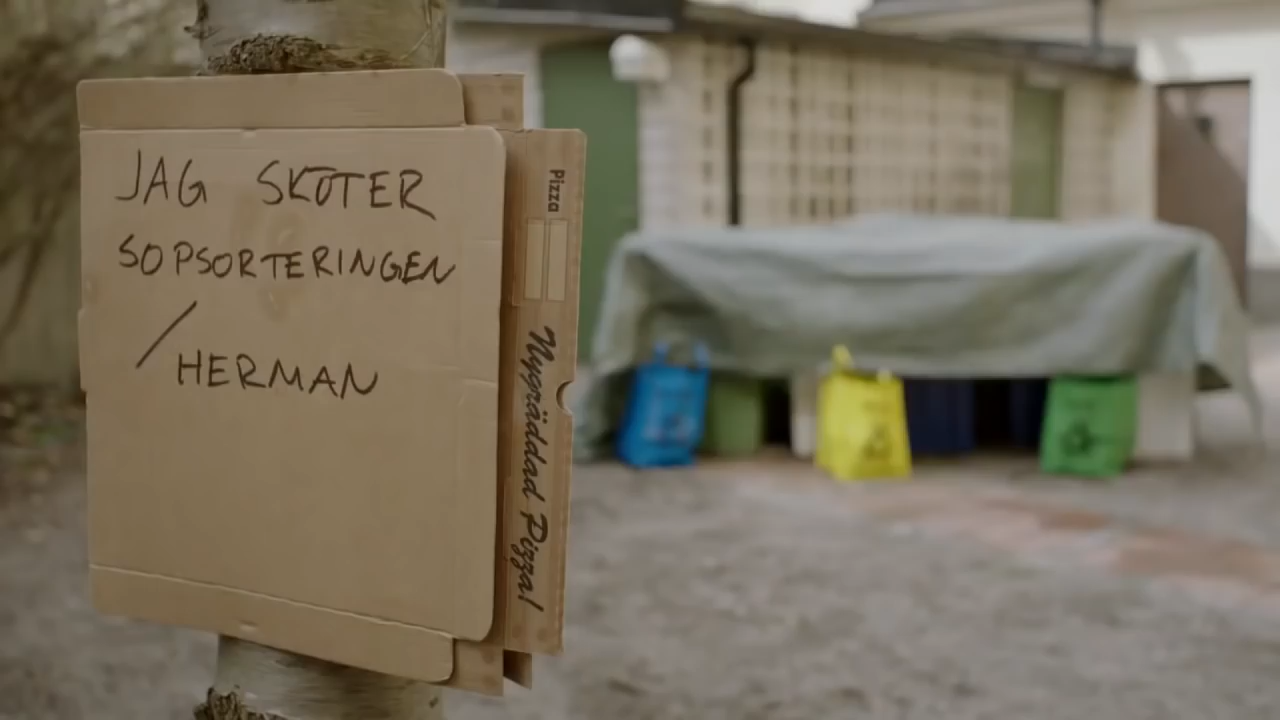 JAG SKÖTER
SOPSORTERINGEN
/ HERMAN
Pizza
Nygräddad Pizza!